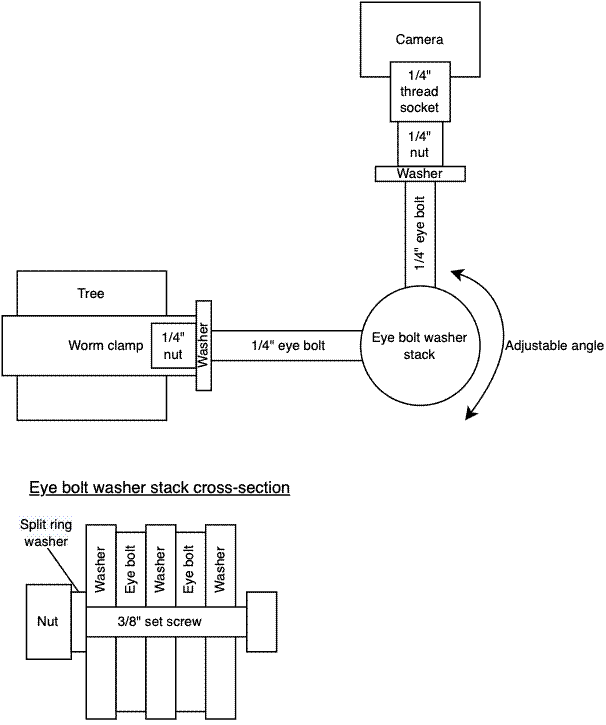 Camera
1/4"
thread
socket
1/4"
nut
Washer
1/4" eye bolt
Tree
Worm clamp
1/4"
nut
Washer
1/4" eye bolt
Eye bolt washer
stack
Adjustable angle
Eye bolt washer stack cross-section
Split ring
washer
Washer
Eye bolt
Washer
Eye bolt
Washer
Nut
3/8" set screw